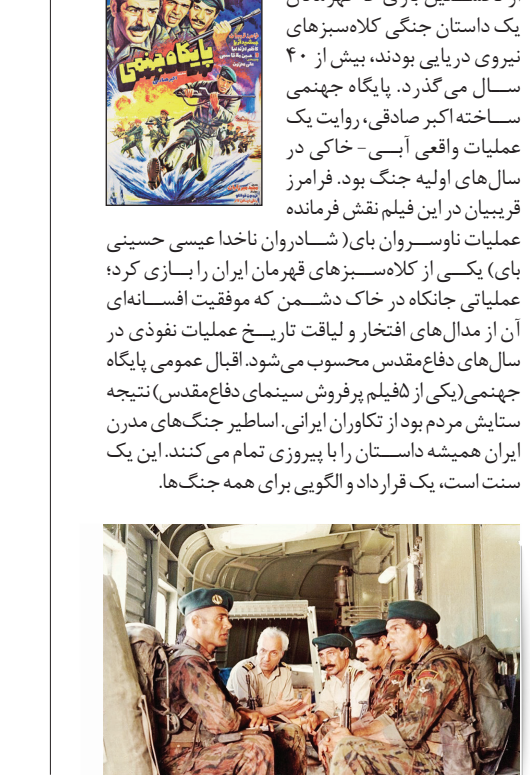 یک داستان جنگی کلاه‌سبزهای
نیروی دریایی بودند، بیش از ۴۰
سال می‌گذرد. پایگاه جهنمی
ساخته اکبر صادقی، روایت یک
عملیات واقعی آبی- خاکی در
سال‌های اولیه جنگ بود. فرامرز
قریبیان در این فیلم نقش فرمانده
عملیات ناوسروان بای( شادروان ناخدا عیسی حسینی
بای) یکی از کلاه‌سبزهای قهرمان ایران را بازی کرد؛
عملیاتی جانکاه در خاک دشمن که موفقیت افسانه‌ای
آن از مدال‌های افتخار و لیاقت تاریخ عملیات نفوذی در
سال‌های دفاع‌مقدس محسوب می‌شود. اقبال عمومی پایگاه
جهنمی(یکی از ۵فیلم پرفروش سینمای دفاع‌مقدس) نتیجه
ستایش مردم بود از تکاوران ایرانی. اساطیر جنگ‌های مدرن
ایران همیشه داستان را با پیروزی تمام می‌کنند. این یک
سنت است، یک قرارداد و الگویی برای همه جنگ‌ها.
پایگاه جهنمی